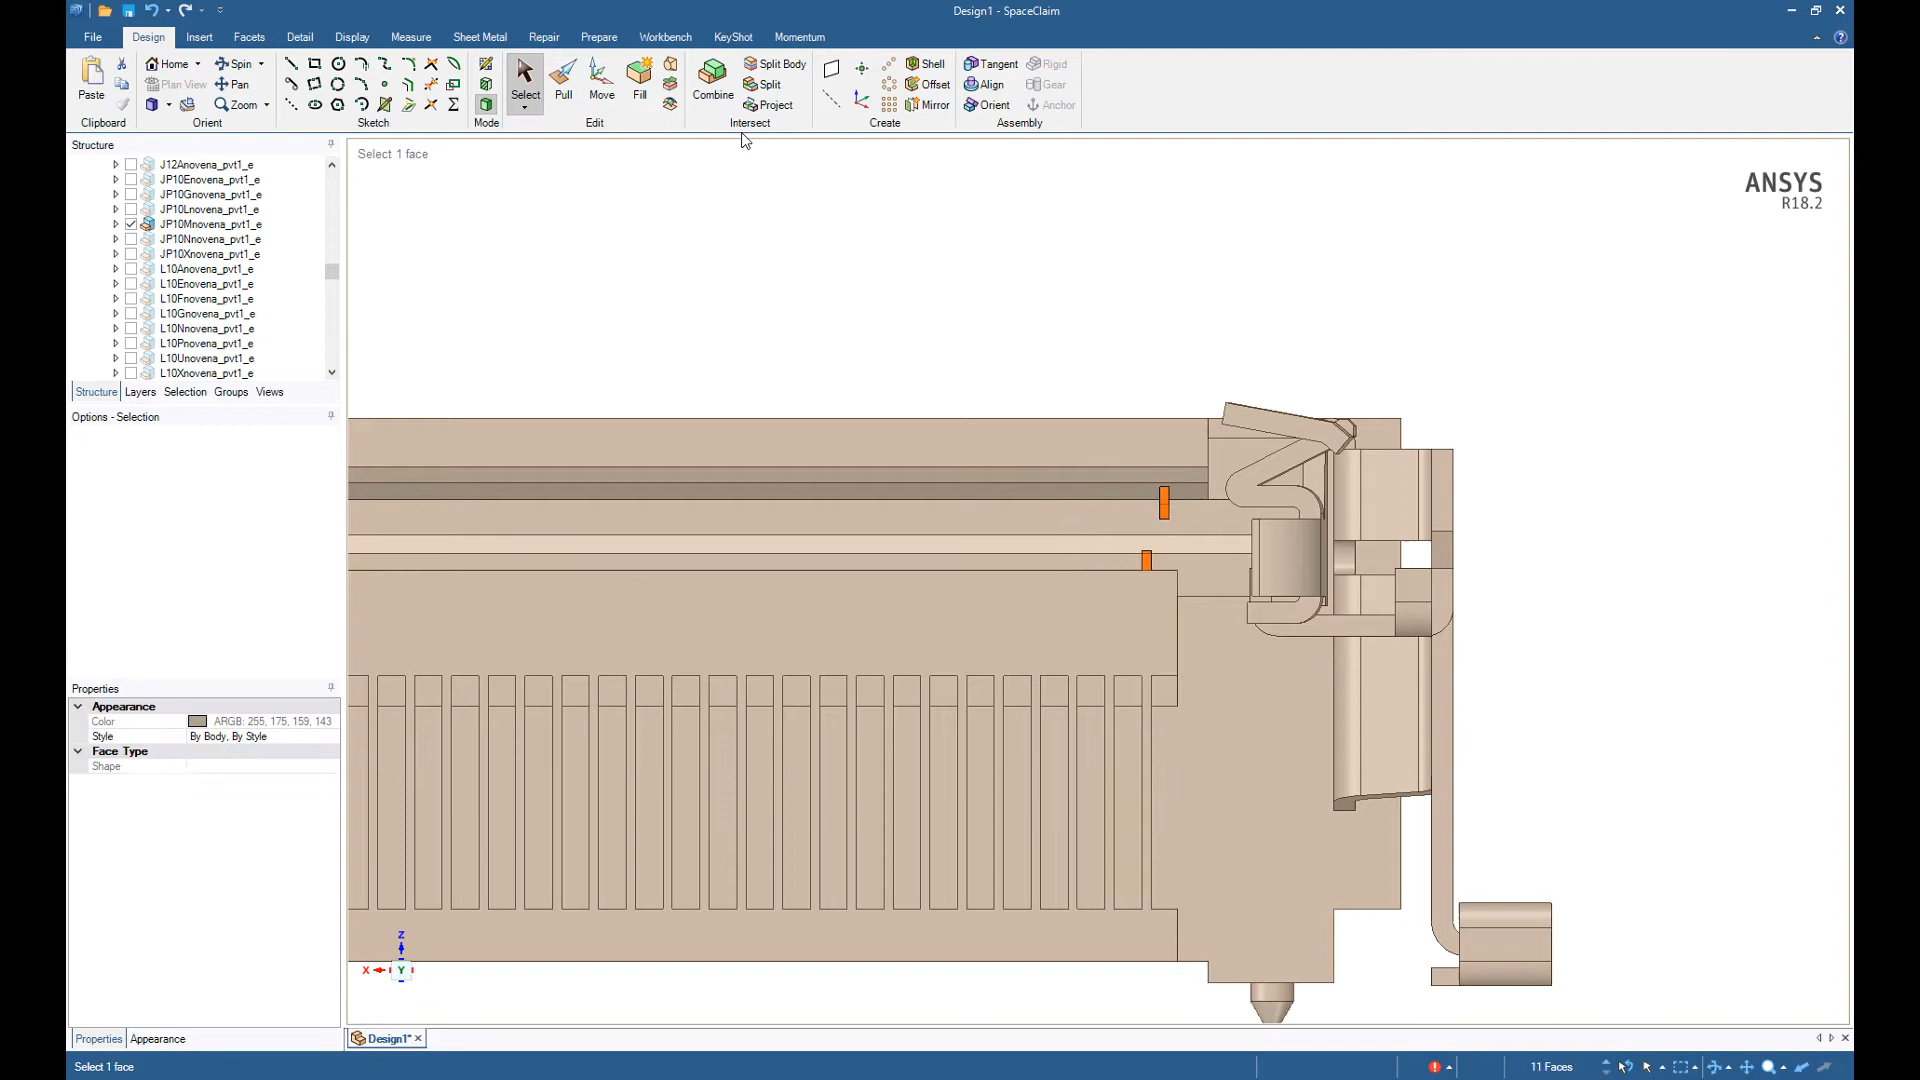 Design1 - SpaceClaim
File Design Insert Facets Detail Display Measure Sheet Metal Repair Prepare Workbench KeyShot Momentum
Paste
Clipboard
Home Spin
Plan View Pan
Zoom
Orient
Sketch
Mode
Select Pull Move Fill
Edit
Combine
Split Body
Split
Project
Intersect
Shell
Offset
Mirror
Create
Tangent Rigid
Align Gear
Orient Anchor
Assembly
Structure
J12Anovena_pvt1_e
JP10Enovena_pvt1_e
JP10Gnovena_pvt1_e
JP10Lnovena_pvt1_e
JP10Mnovena_pvt1_e
JP10Nnovena_pvt1_e
JP10Xnovena_pvt1_e
L10Anovena_pvt1_e
L10Enovena_pvt1_e
L10Fnovena_pvt1_e
L10Gnovena_pvt1_e
L10Nnovena_pvt1_e
L10Pnovena_pvt1_e
L10Unovena_pvt1_e
L10Xnovena_pvt1_e
Structure Layers Selection Groups Views
Options - Selection
Properties
Appearance
Color ARGB: 255, 175, 159, 143
Style By Body, By Style
Face Type
Shape
Properties Appearance
Select 1 face
ANSYS
R18.2
Z
X Y
Design1*
Select 1 face
11 Faces